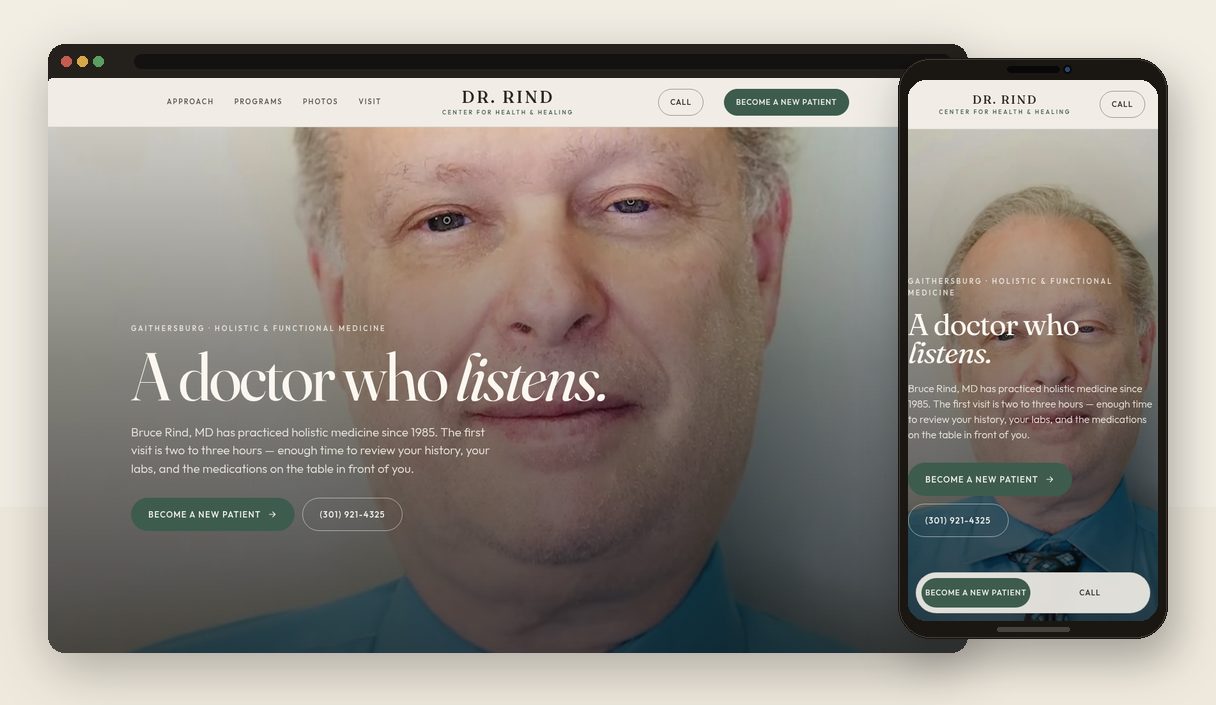 APPROACH PROGRAMS PHOTOS VISIT
DR. RIND
CENTER FOR HEALTH & HEALING
CALL
BECOME A NEW PATIENT
GAITHERSBURG · HOLISTIC & FUNCTIONAL MEDICINE
A doctor who listens.
Bruce Rind, MD has practiced holistic medicine since 1985. The first
visit is two to three hours — enough time to review your history, your
labs, and the medications on the table in front of you.
BECOME A NEW PATIENT →
(301) 921-4325
DR. RIND
CENTER FOR HEALTH & HEALING
CALL
GAITHERSBURG · HOLISTIC & FUNCTIONAL
MEDICINE
A doctor who
listens.
Bruce Rind, MD has practiced holistic medicine since
1985. The first visit is two to three hours — enough time
to review your history, your labs, and the medications
on the table in front of you.
BECOME A NEW PATIENT →
(301) 921-4325
BECOME A NEW PATIENT
CALL